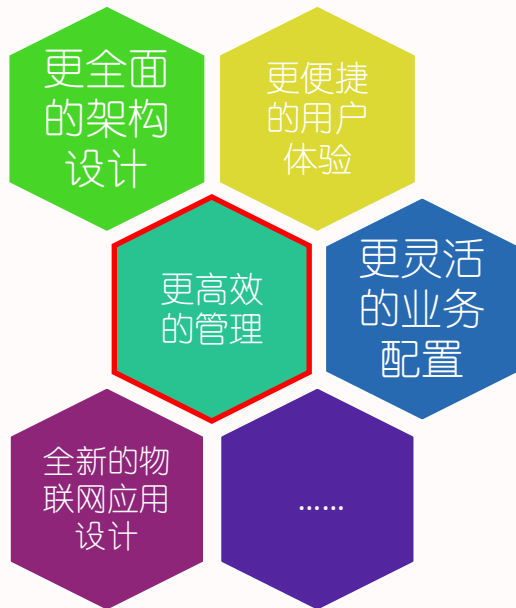 更全面
的架构
设计
更便捷
的用户
体验
更高效
的管理
更灵活
的业务
配置
全新的物
联网应用
设计
……